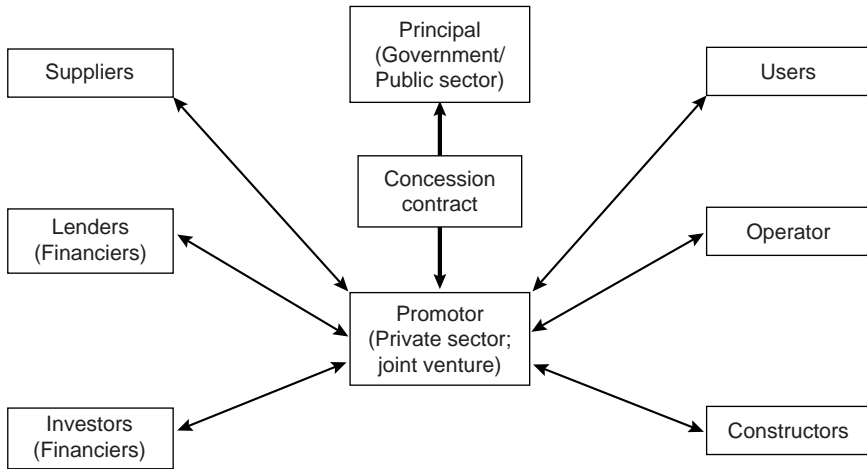 Principal
(Government/
Public sector)
Suppliers
Users
Concession
contract
Lenders
(Financiers)
Operator
Promotor
(Private sector;
joint venture)
Investors
(Financiers)
Constructors